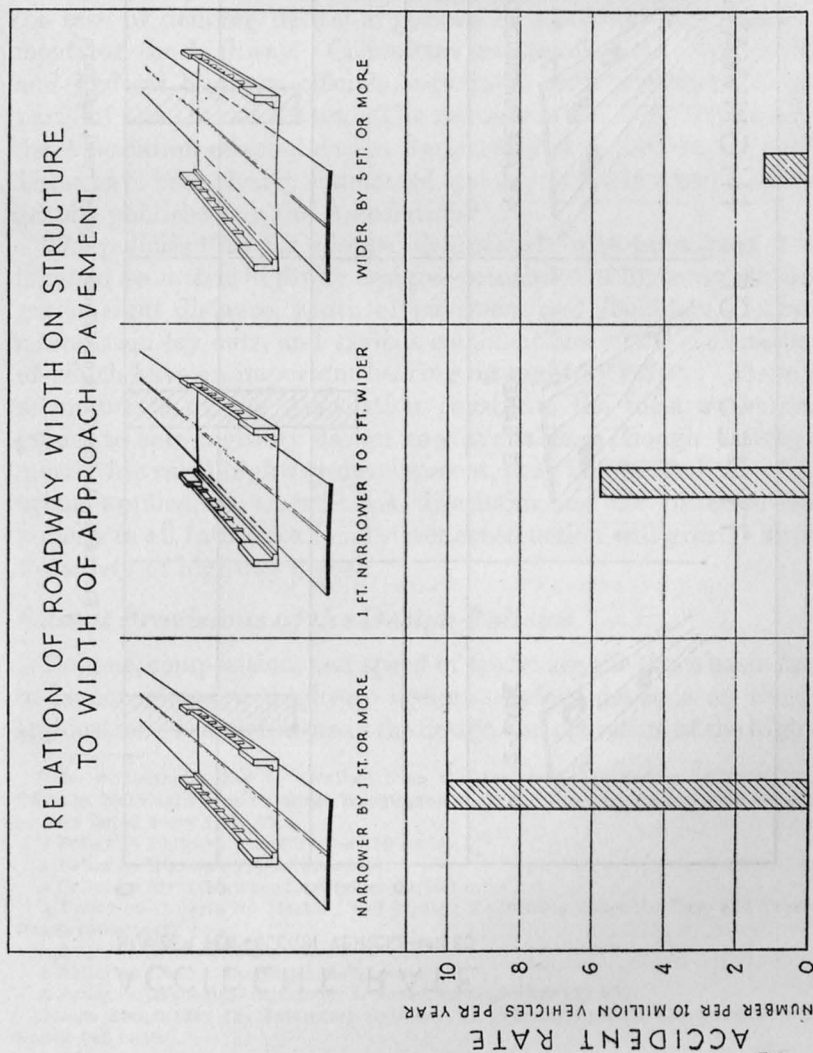 RELATION OF ROADWAY WIDTH ON STRUCTURE
TO WIDTH OF APPROACH PAVEMENT
NARROWER BY 1 FT. OR MORE
1 FT. NARROWER TO 5 FT. WIDER
WIDER BY 5 FT. OR MORE
10
8
6
4
2
0
ACCIDENT RATE
NUMBER PER 10 MILLION VEHICLES PER YEAR